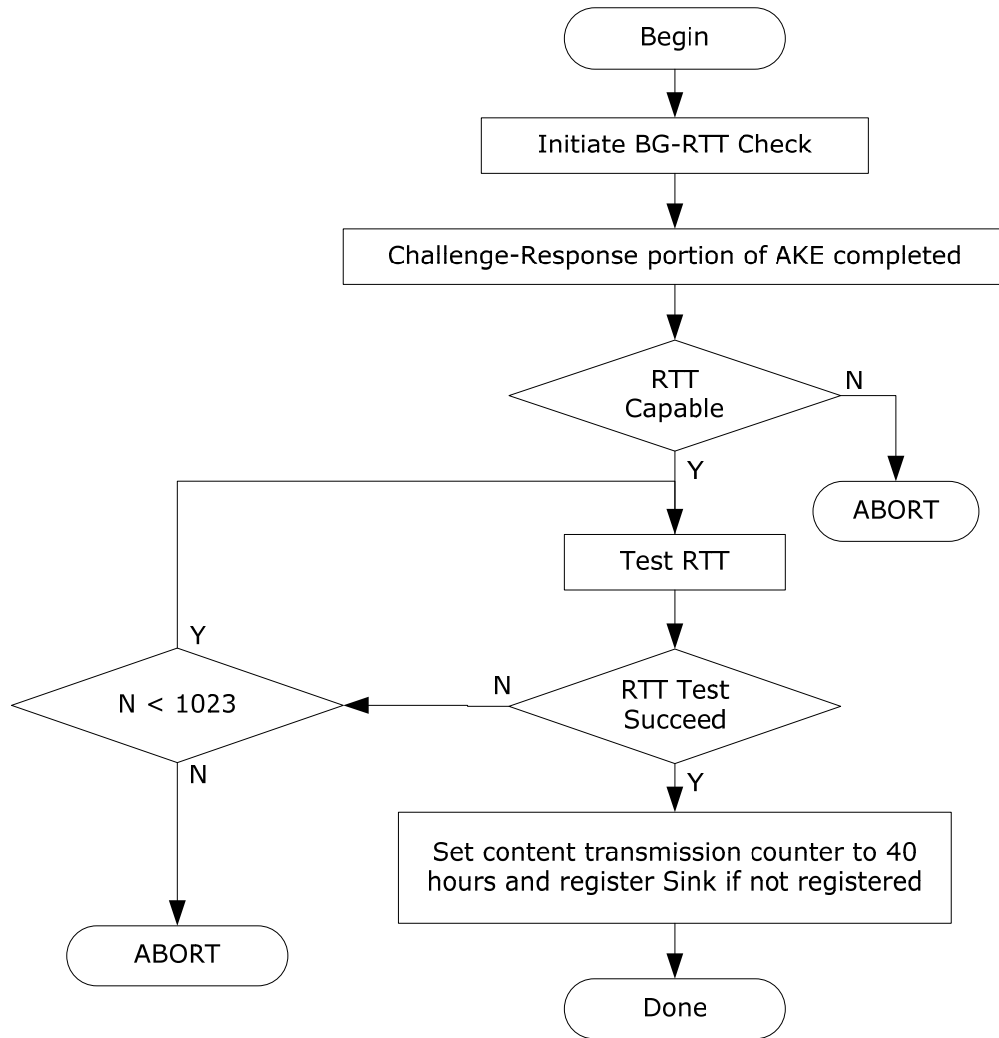 Begin
Initiate BG-RTT Check
Challenge-Response portion of AKE completed
RTT
Capable
N
Y
ABORT
Test RTT
Y
N < 1023
N
RTT Test
Succeed
N
Y
Set content transmission counter to 40
hours and register Sink if not registered
ABORT
Done